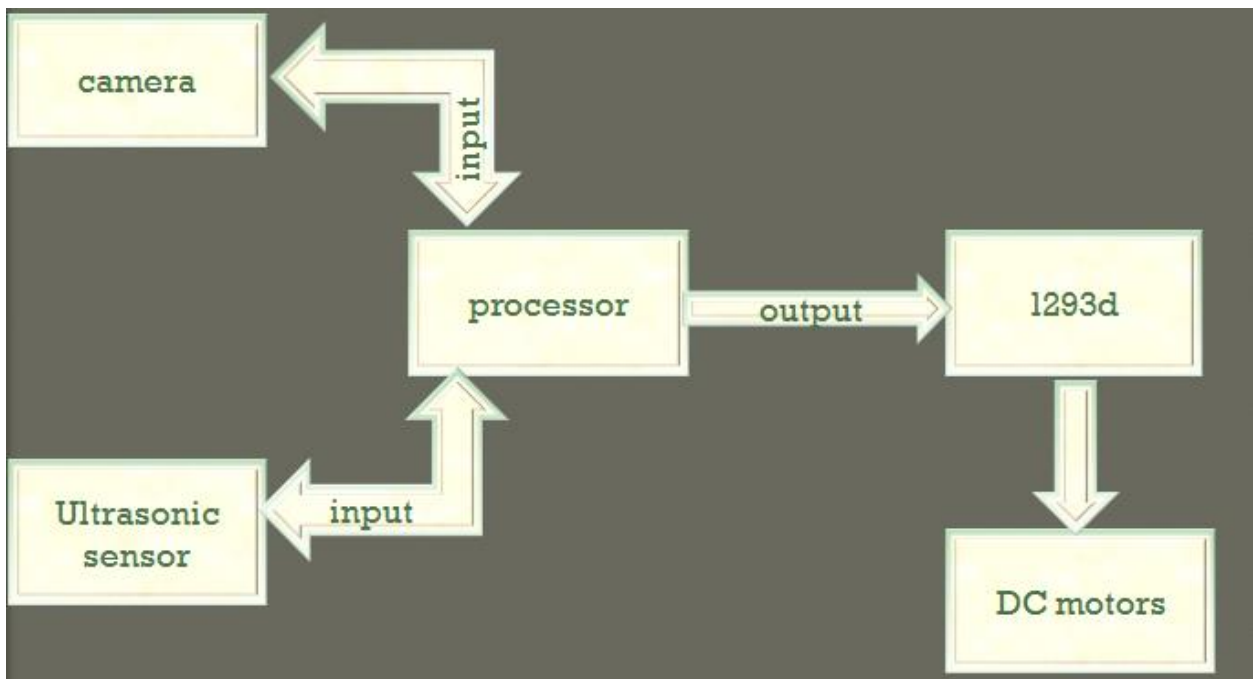 camera
input
processor
output
l293d
Ultrasonic
sensor
input
DC motors